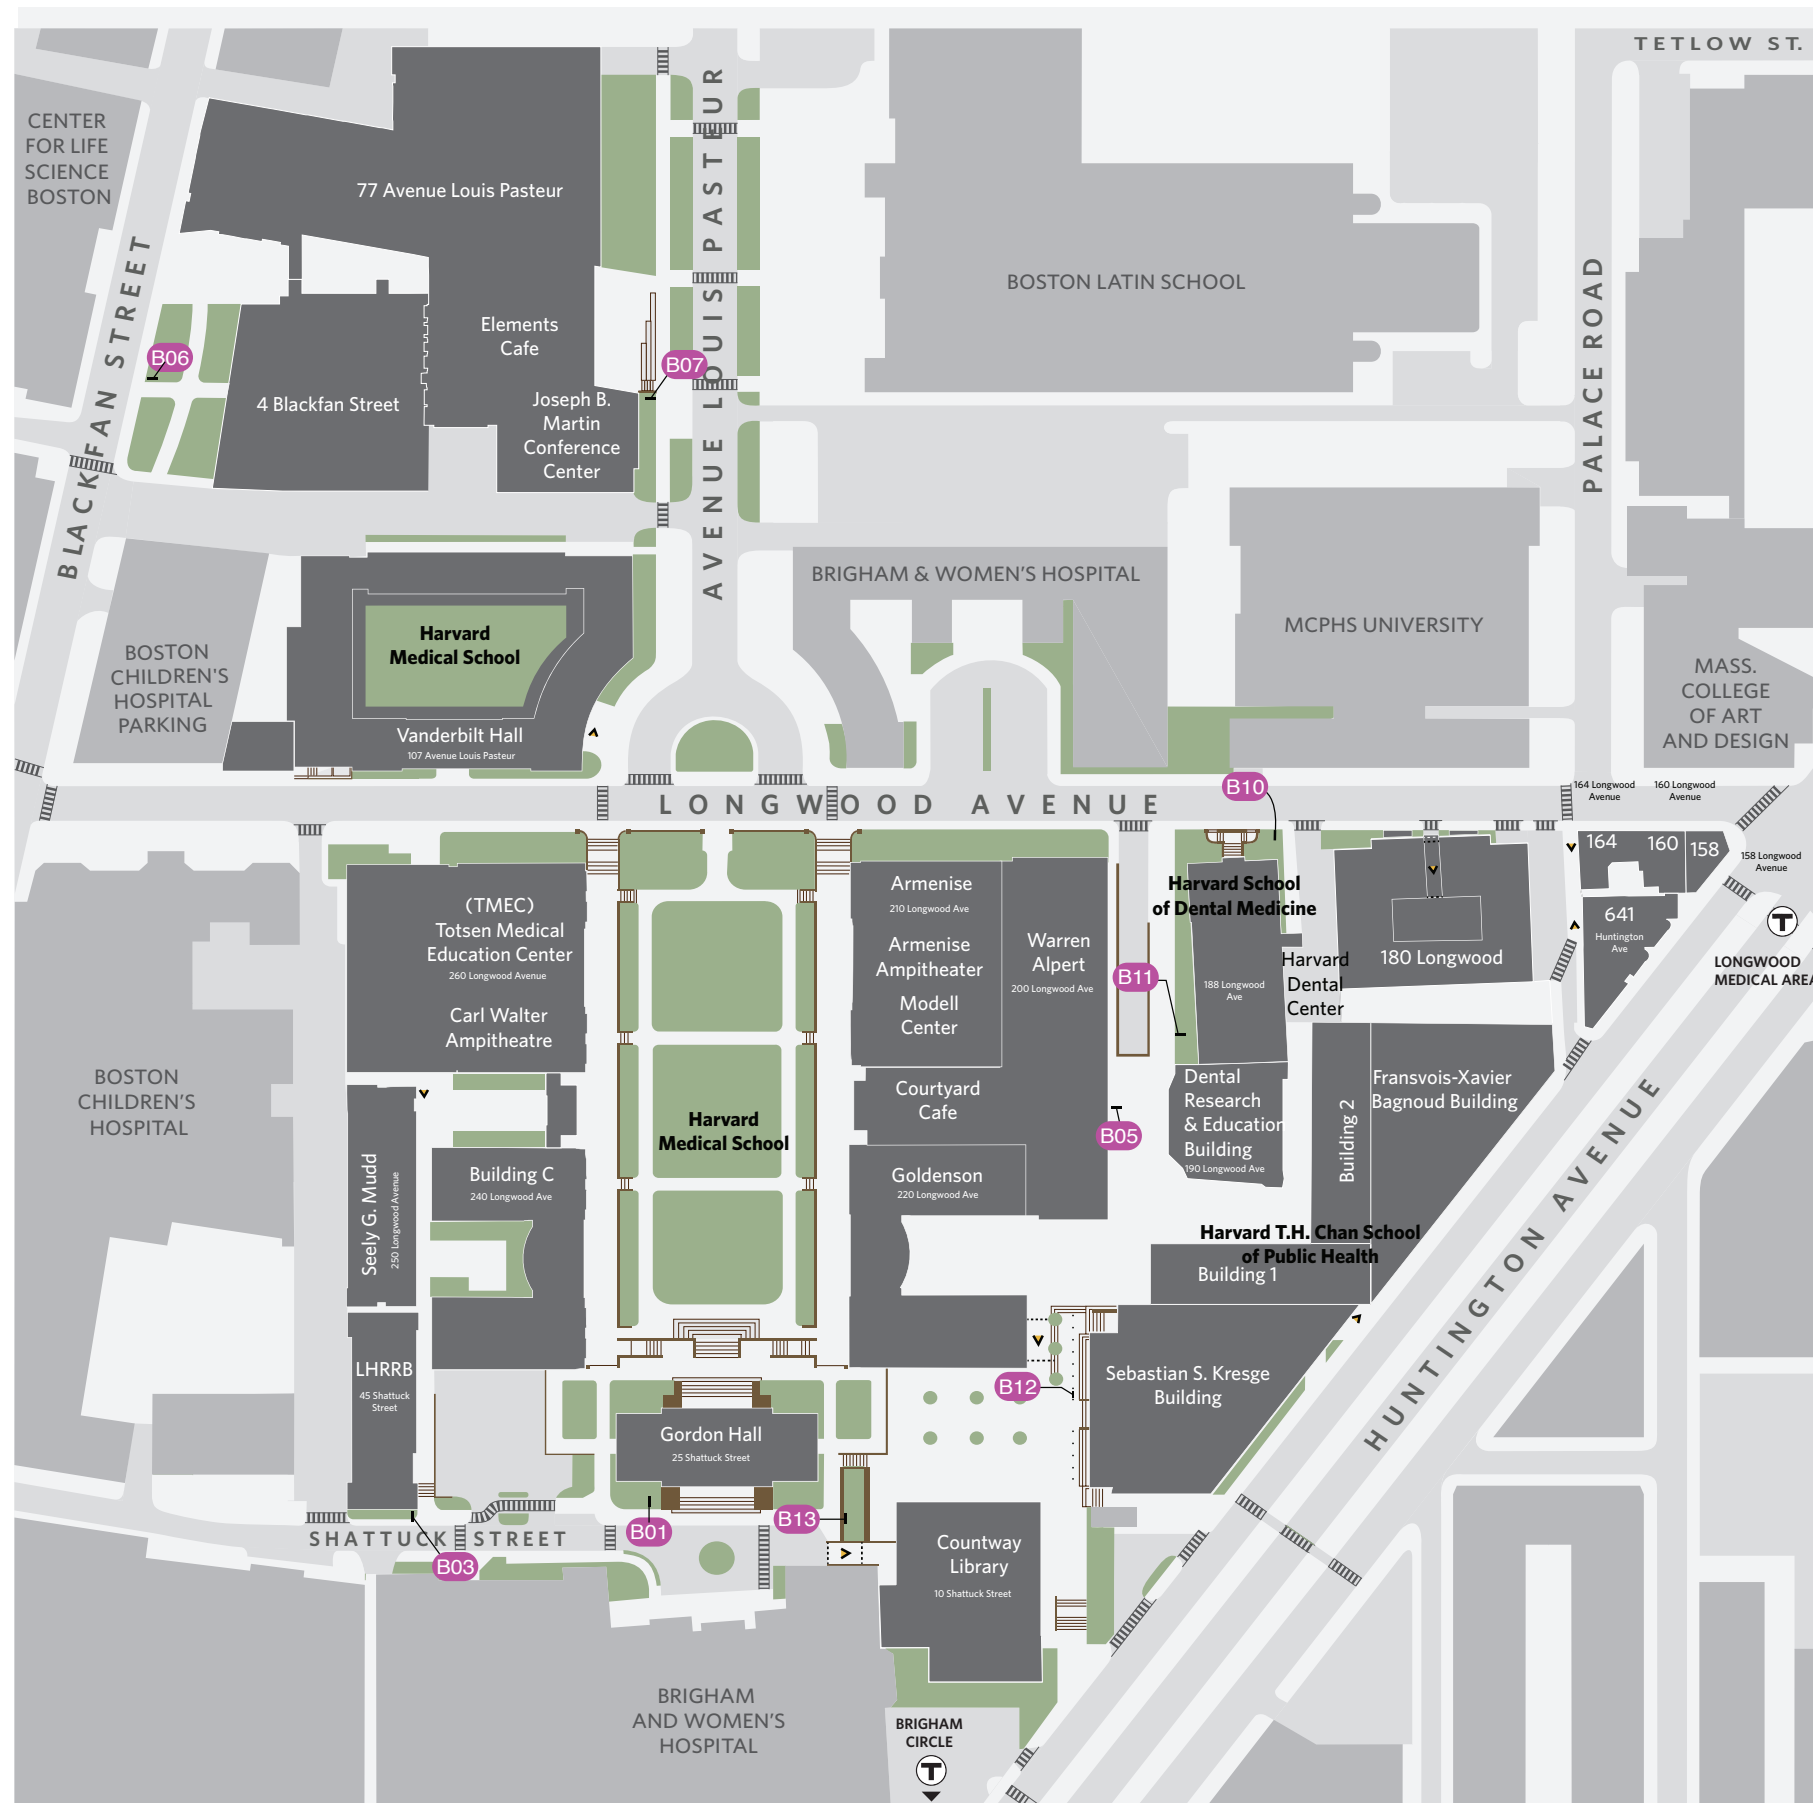 TETLOW ST.
CENTER
FOR LIFE
SCIENCE
BOSTON
77 Avenue Louis Pasteur
AVENUE LOUIS PASTEUR
BLACKFAN STREET
BOSTON LATIN SCHOOL
PALACE ROAD
Elements
Cafe
B06
B07
4 Blackfan Street
Joseph B.
Martin
Conference
Center
BRIGHAM & WOMEN'S HOSPITAL
MCPHS UNIVERSITY
Harvard
Medical School
BOSTON
CHILDREN'S
HOSPITAL
PARKING
MASS.
COLLEGE
OF ART
AND DESIGN
Vanderbilt Hall
107 Avenue Louis Pasteur
LONGWOOD AVENUE
B10
164 Longwood
Avenue
160 Longwood
Avenue
164
160
158
158 Longwood
Avenue
(TMEC)
Totsen Medical
Education Center
260 Longwood Avenue
Carl Walter
Ampitheatre
Armenise
210 Longwood Ave
Armenise
Ampitheater
Modell
Center
Warren
Alpert
200 Longwood Ave
Harvard School
of Dental Medicine
B11
188 Longwood
Ave
Harvard
Dental
Center
180 Longwood
641
Huntington
Ave
T
LONGWOOD
MEDICAL AREA
BOSTON
CHILDREN'S
HOSPITAL
Harvard
Medical School
Courtyard
Cafe
B05
Dental
Research
& Education
Building
190 Longwood Ave
Building 2
Fransvois-Xavier
Bagnoud Building
Seely G. Mudd
250 Longwood Avenue
Building C
240 Longwood Ave
Goldenson
220 Longwood Ave
Harvard T.H. Chan School
of Public Health
Building 1
HUNTINGTON AVENUE
LHRRB
45 Shattuck
Street
B12
Sebastian S. Kresge
Building
Gordon Hall
25 Shattuck Street
B01
B13
SHATTUCK STREET
B03
Countway
Library
10 Shattuck Street
BRIGHAM
AND WOMEN'S
HOSPITAL
BRIGHAM
CIRCLE
T